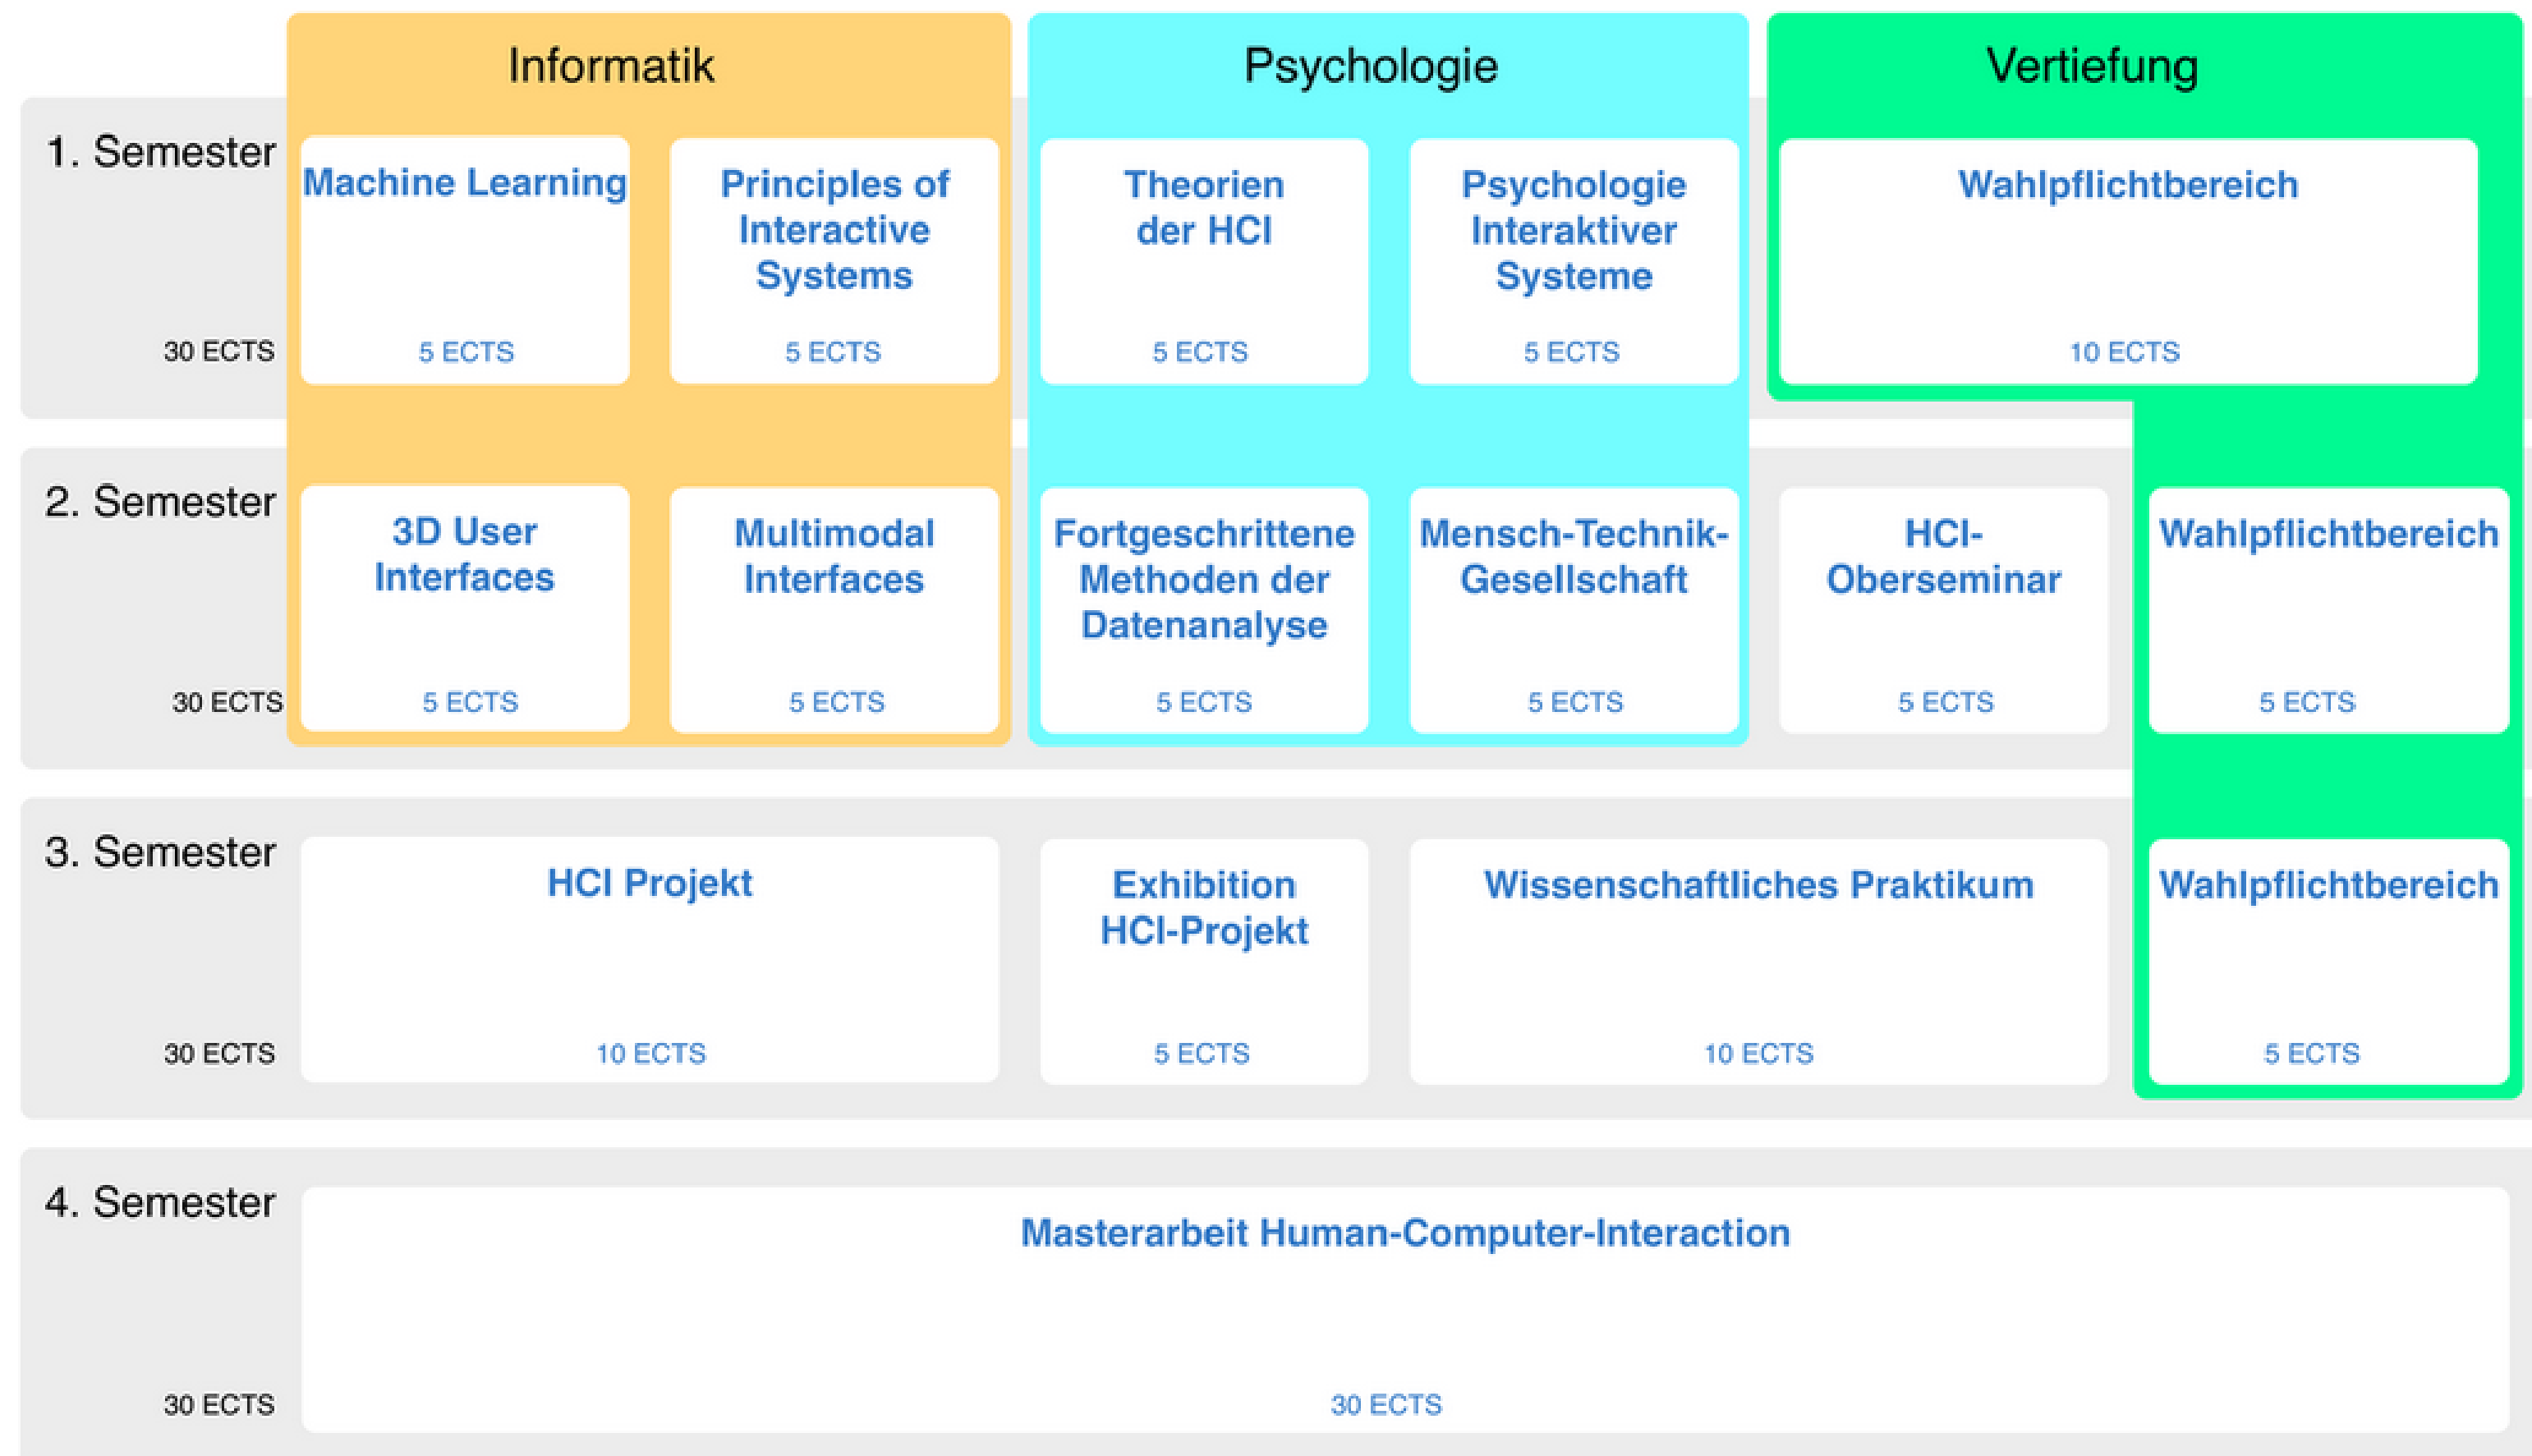 Informatik
Psychologie
Vertiefung
1. Semester
30 ECTS
Machine Learning
5 ECTS
Principles of
Interactive
Systems
5 ECTS
Theorien
der HCI
5 ECTS
Psychologie
Interaktiver
Systeme
5 ECTS
Wahlpflichtbereich
10 ECTS
2. Semester
30 ECTS
3D User
Interfaces
5 ECTS
Multimodal
Interfaces
5 ECTS
Fortgeschrittene
Methoden der
Datenanalyse
5 ECTS
Mensch-Technik-
Gesellschaft
5 ECTS
HCI-
Oberseminar
5 ECTS
Wahlpflichtbereich
5 ECTS
3. Semester
30 ECTS
HCI Projekt
10 ECTS
Exhibition
HCI-Projekt
5 ECTS
Wissenschaftliches Praktikum
10 ECTS
Wahlpflichtbereich
5 ECTS
4. Semester
30 ECTS
Masterarbeit Human-Computer-Interaction
30 ECTS